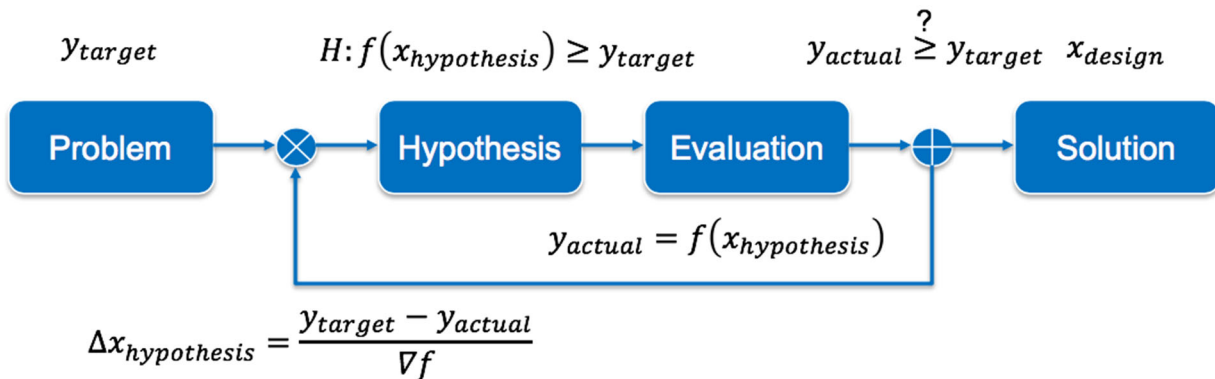 y_target
H: f(x_hypothesis) ≥ y_target
y_actual ≥? y_target
x_design
Problem
Hypothesis
Evaluation
Solution
y_actual = f(x_hypothesis)
Δx_hypothesis = (y_target − y_actual) / ∇f